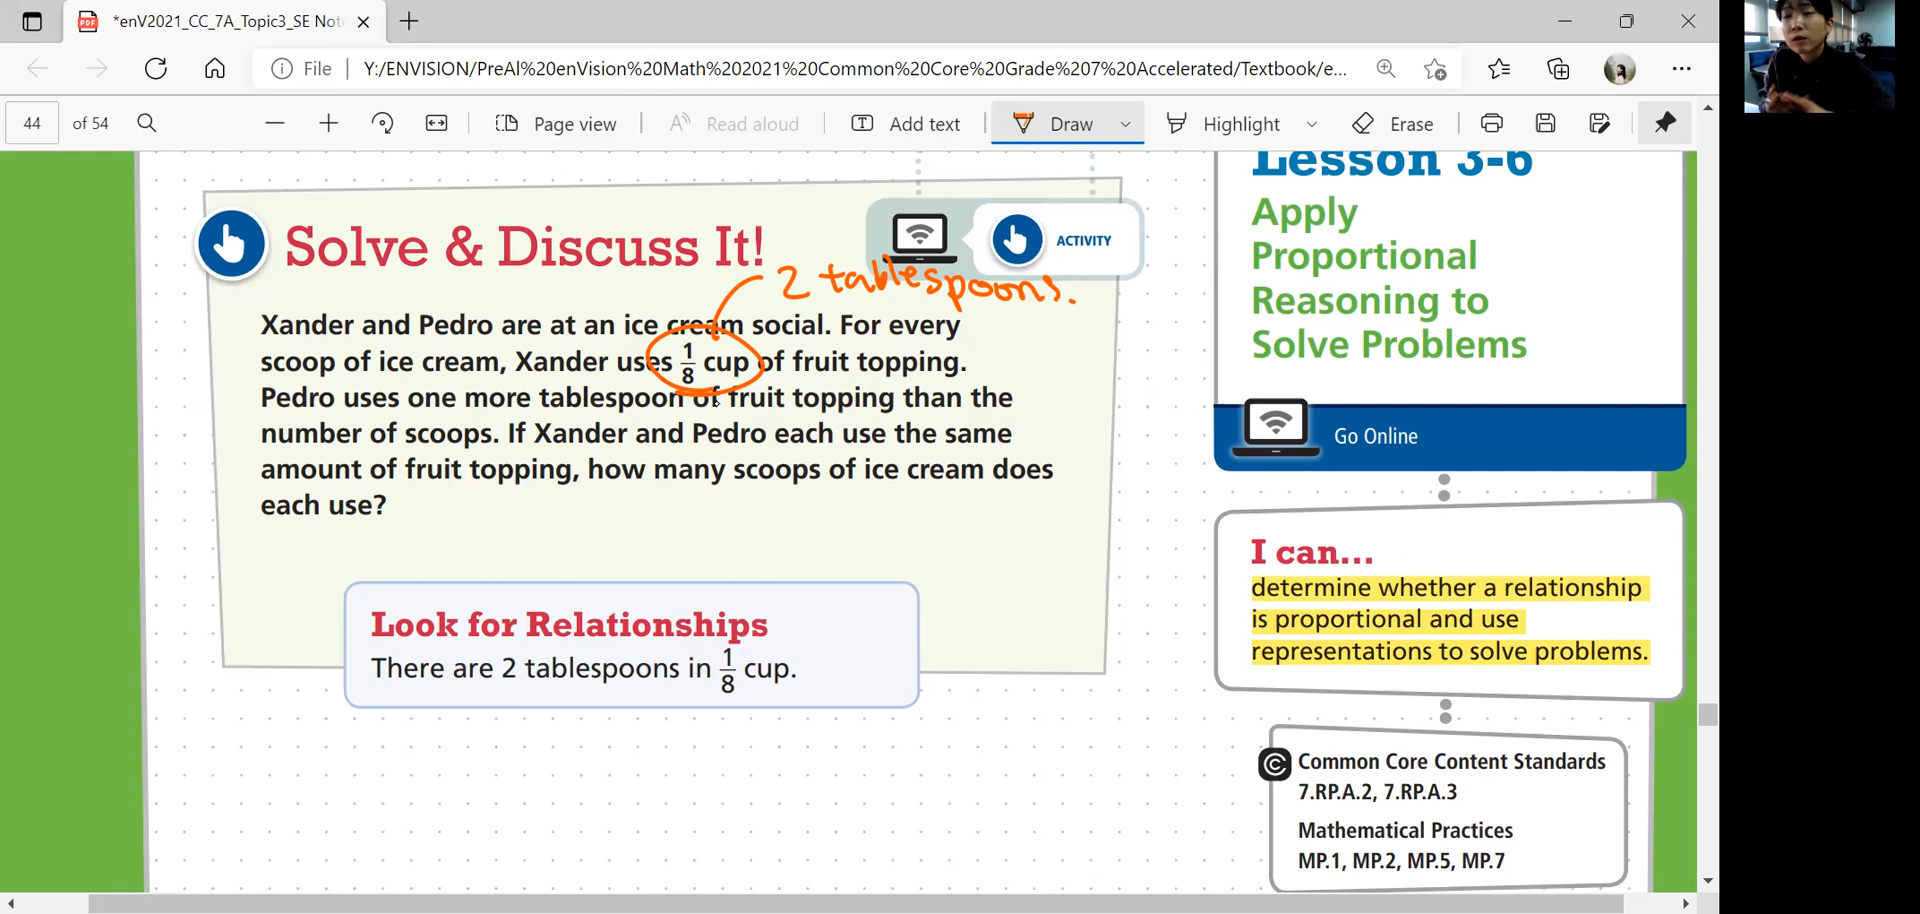 *enV2021_CC_7A_Topic3_SE Not
File
Y:/ENVISION/PreAl%20enVision%20Math%202021%20Common%20Core%20Grade%207%20Accelerated/Textbook/e...
44 of 54
Page view
Read aloud
Add text
Draw
Highlight
Erase
Solve & Discuss It!
ACTIVITY
2 tablespoons.
Xander and Pedro are at an ice cream social. For every
scoop of ice cream, Xander uses 1/8 cup of fruit topping.
Pedro uses one more tablespoon of fruit topping than the
number of scoops. If Xander and Pedro each use the same
amount of fruit topping, how many scoops of ice cream does
each use?
Look for Relationships
There are 2 tablespoons in 1/8 cup.
Lesson 3-6
Apply
Proportional
Reasoning to
Solve Problems
Go Online
I can...
determine whether a relationship
is proportional and use
representations to solve problems.
Common Core Content Standards
7.RP.A.2, 7.RP.A.3
Mathematical Practices
MP.1, MP.2, MP.5, MP.7